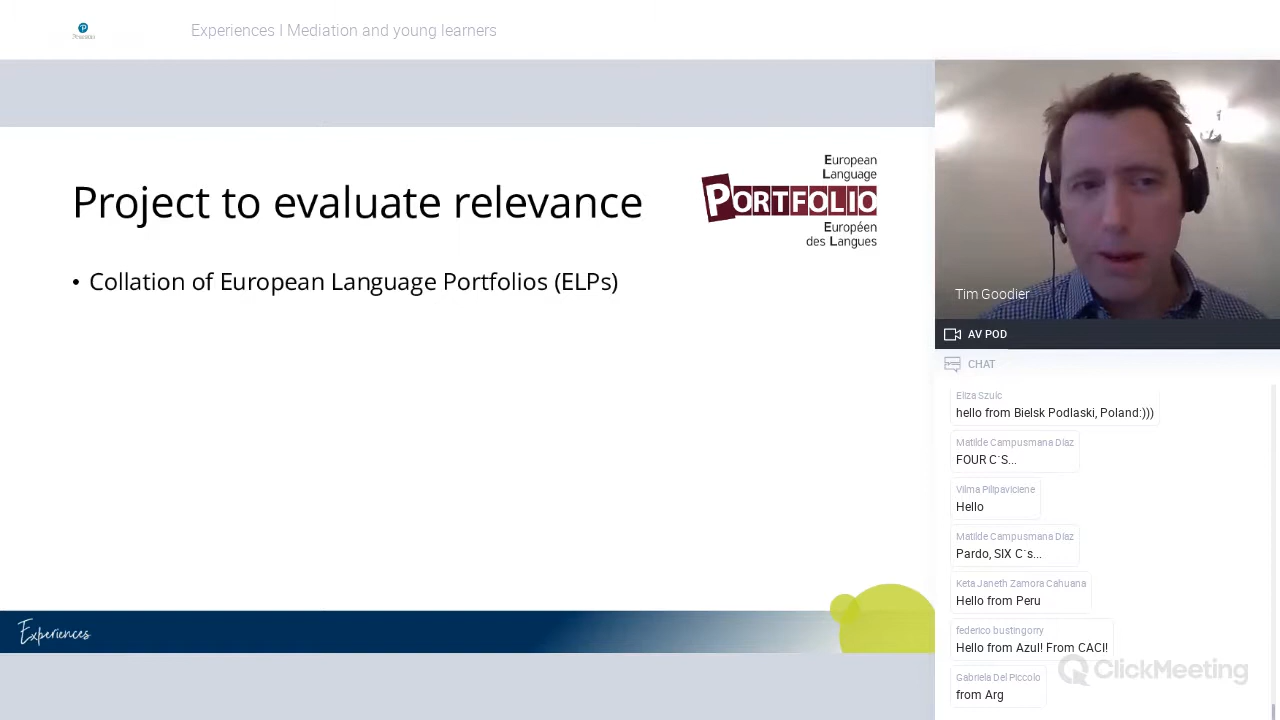 Pearson
Experiences I Mediation and young learners
Project to evaluate relevance
European
Language
PORTFOLIO
Européen
des Langues
• Collation of European Language Portfolios (ELPs)
Experiences
Tim Goodier
AV POD
CHAT
Eliza Szulc
hello from Bielsk Podlaski, Poland:)))
Matilde Campusmana Díaz
FOUR C`S...
Vilma Pilipaviciene
Hello
Matilde Campusmana Díaz
Pardo, SIX C`s...
Keta Janeth Zamora Cahuana
Hello from Peru
federico bustingorry
Hello from Azul! From CACI!
Gabriela Del Piccolo
from Arg
ClickMeeting